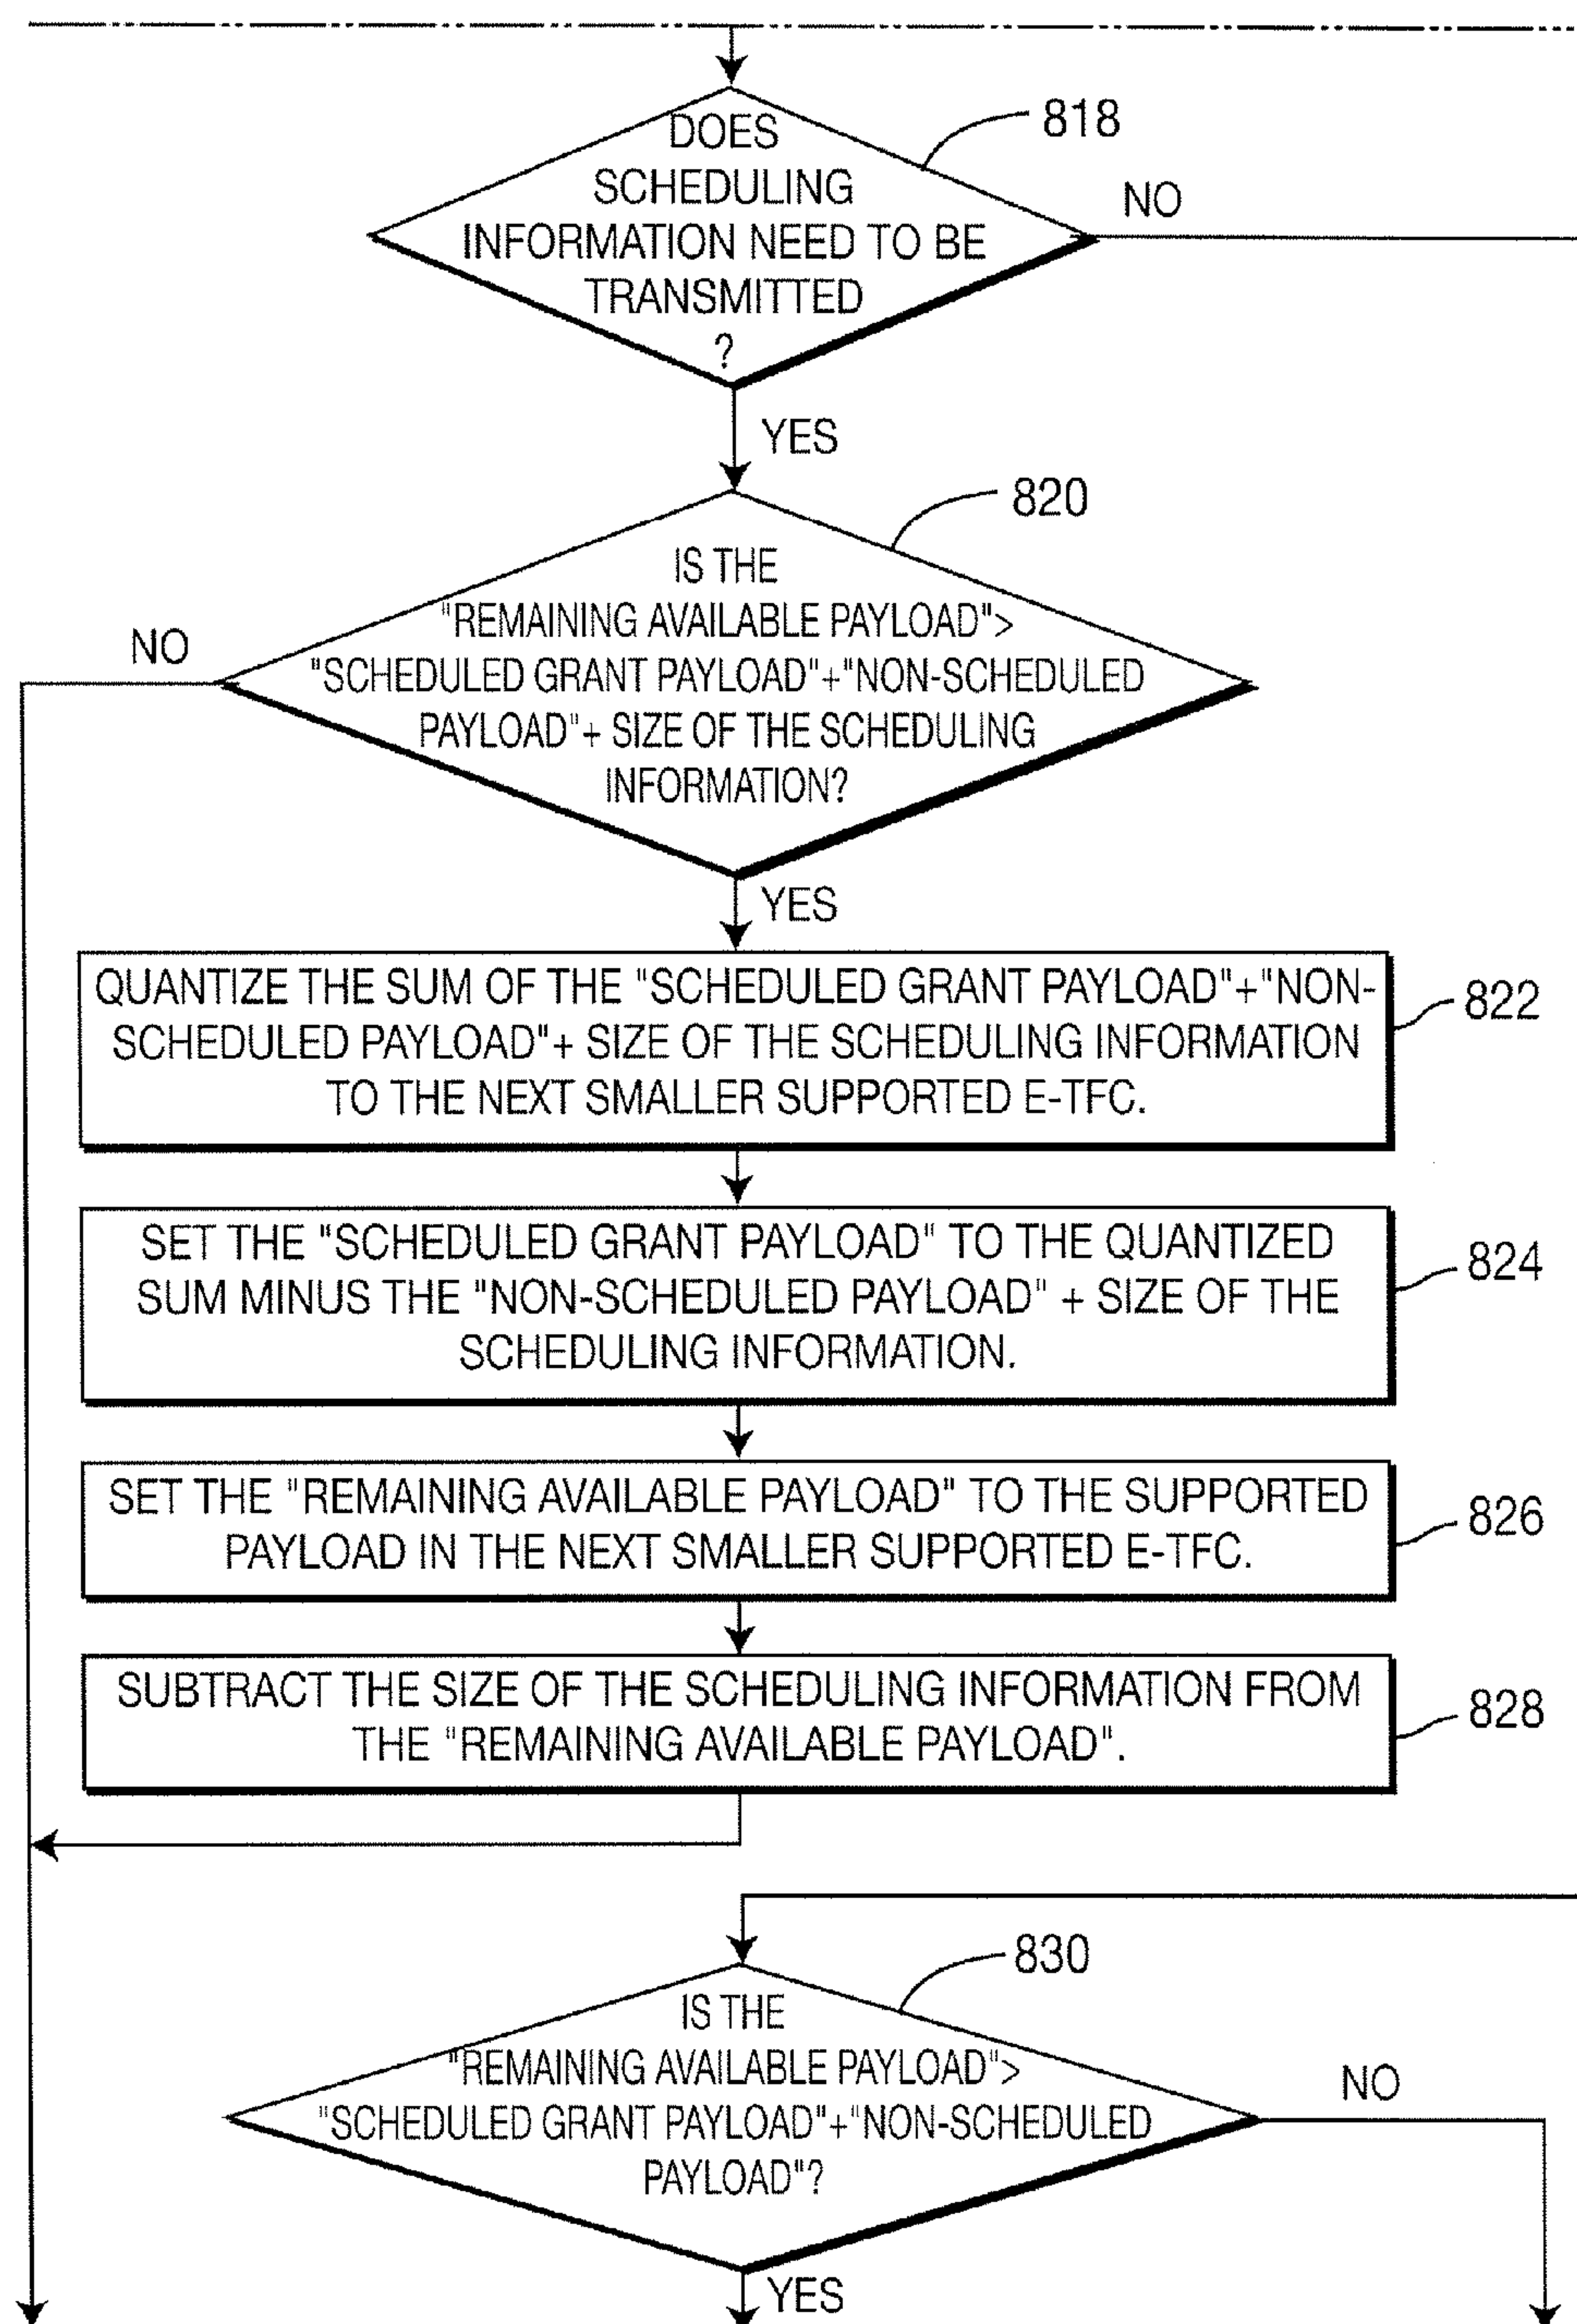 DOES
SCHEDULING
INFORMATION NEED TO BE
TRANSMITTED
?
818
NO
YES
820
IS THE
"REMAINING AVAILABLE PAYLOAD">
"SCHEDULED GRANT PAYLOAD"+"NON-SCHEDULED
PAYLOAD"+ SIZE OF THE SCHEDULING
INFORMATION?
NO
YES
QUANTIZE THE SUM OF THE "SCHEDULED GRANT PAYLOAD"+"NON-
SCHEDULED PAYLOAD"+ SIZE OF THE SCHEDULING INFORMATION
TO THE NEXT SMALLER SUPPORTED E-TFC.
822
SET THE "SCHEDULED GRANT PAYLOAD" TO THE QUANTIZED
SUM MINUS THE "NON-SCHEDULED PAYLOAD" + SIZE OF THE
SCHEDULING INFORMATION.
824
SET THE "REMAINING AVAILABLE PAYLOAD" TO THE SUPPORTED
PAYLOAD IN THE NEXT SMALLER SUPPORTED E-TFC.
826
SUBTRACT THE SIZE OF THE SCHEDULING INFORMATION FROM
THE "REMAINING AVAILABLE PAYLOAD".
828
830
IS THE
"REMAINING AVAILABLE PAYLOAD">
"SCHEDULED GRANT PAYLOAD"+"NON-SCHEDULED
PAYLOAD"?
NO
YES